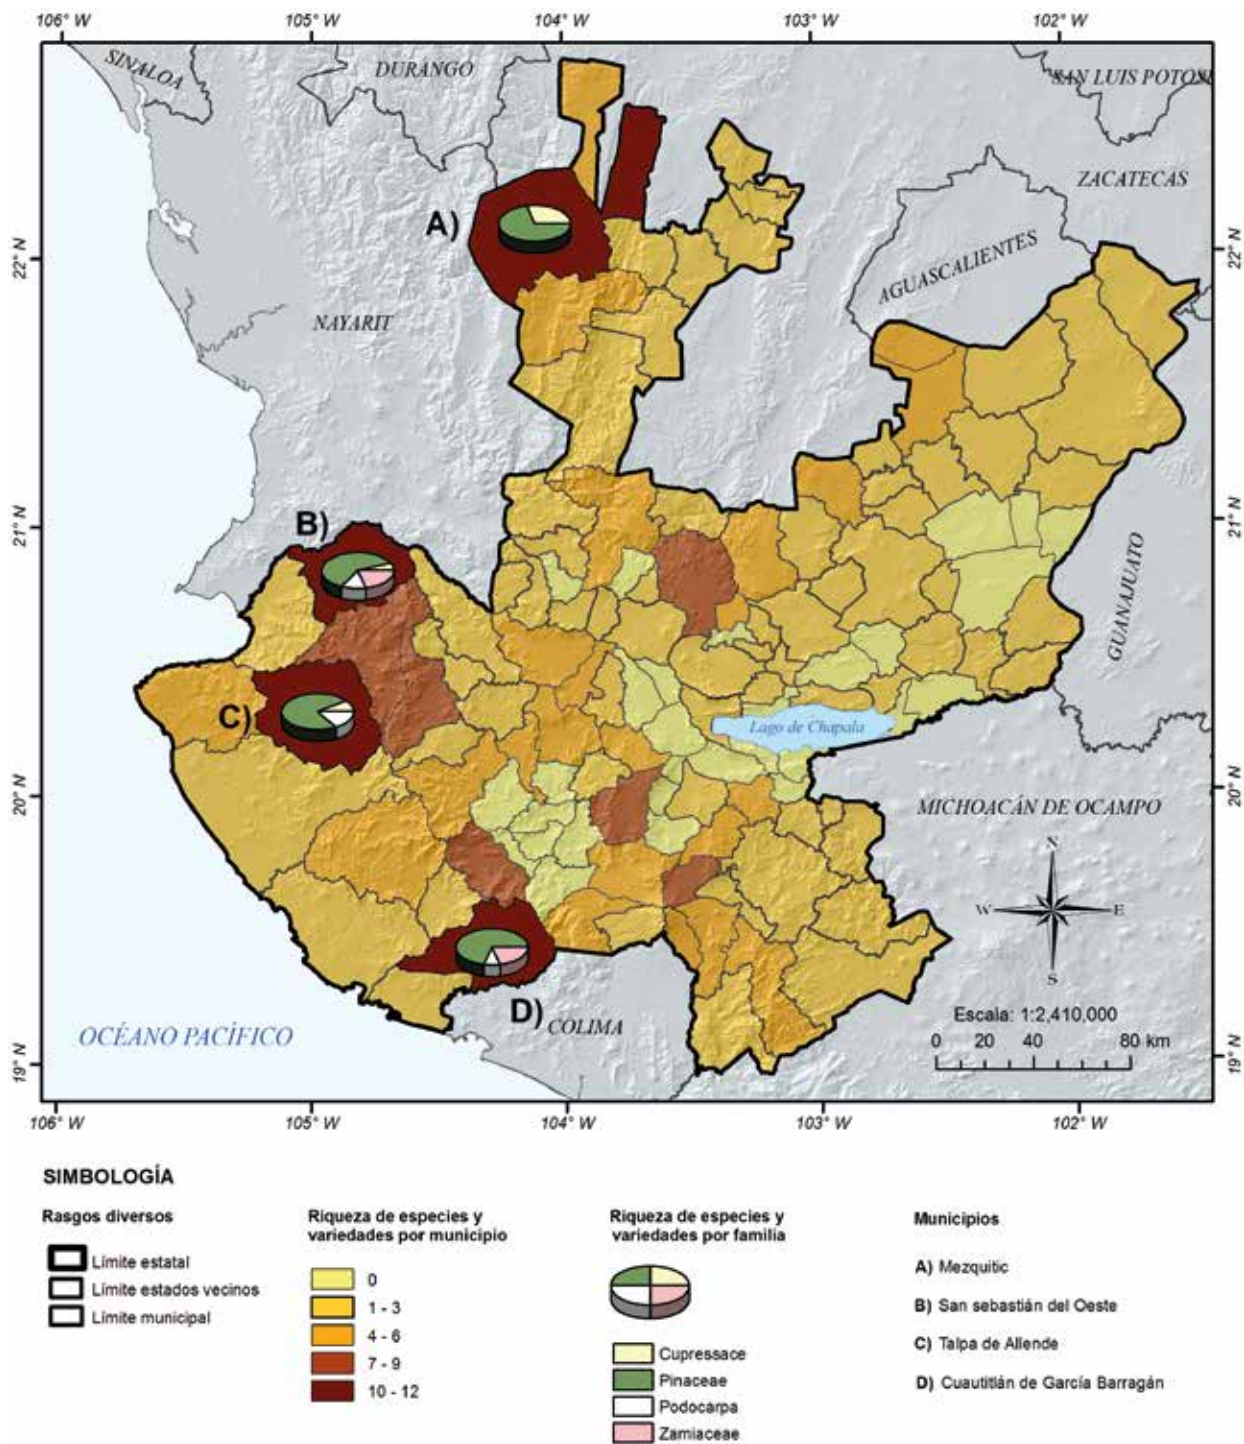 106° W 105° W 104° W 103° W 102° W
SINALOA
DURANGO
SAN LUIS POTOSI
ZACATECAS
A)
AGUASCALIENTES
22° N 22° N
NAYARIT
B)
21° N 21° N
GUANAJUATO
C)
Lago de Chapala
20° N 20° N
MICHOACÁN DE OCAMPO
N
W E
S
D)
COLIMA
OCÉANO PACÍFICO
Escala: 1:2,410,000
0 20 40 80 km
19° N 19° N
106° W 105° W 104° W 103° W 102° W
SIMBOLOGÍA
Rasgos diversos
Límite estatal
Límite estados vecinos
Límite municipal
Riqueza de especies y
variedades por municipio
0
1 - 3
4 - 6
7 - 9
10 - 12
Riqueza de especies y
variedades por familia
Cupressace
Pinaceae
Podocarpa
Zamiaceae
Municipios
A) Mezquitic
B) San sebastián del Oeste
C) Talpa de Allende
D) Cuautitlán de García Barragán